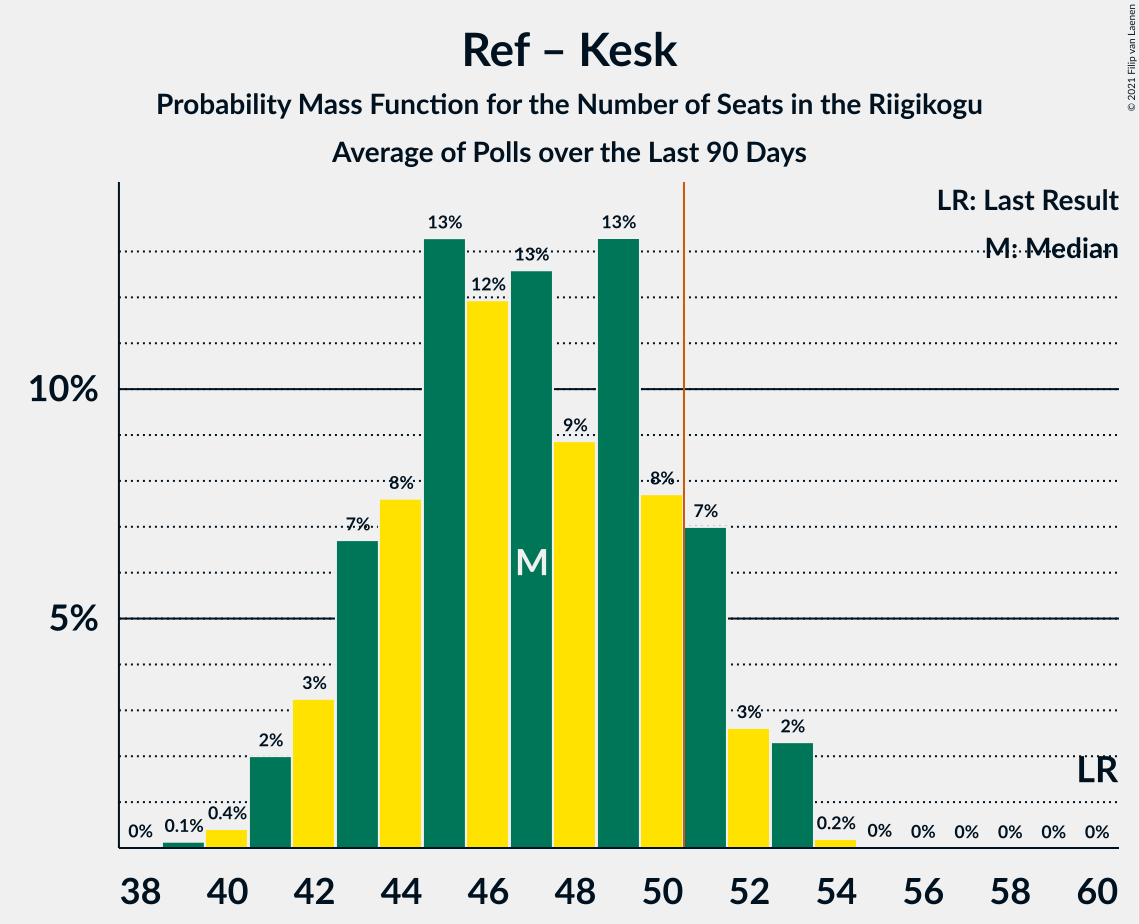 Ref – Kesk
Probability Mass Function for the Number of Seats in the Riigikogu
Average of Polls over the Last 90 Days
© 2021 Filip van Laenen
LR: Last Result
M: Median
10%
5%
0%
0.1%
0.4%
2%
3%
7%
8%
13%
12%
13%
9%
13%
8%
7%
3%
2%
0.2%
0%
0%
0%
0%
0%
0%
M
LR
38 40 42 44 46 48 50 52 54 56 58 60